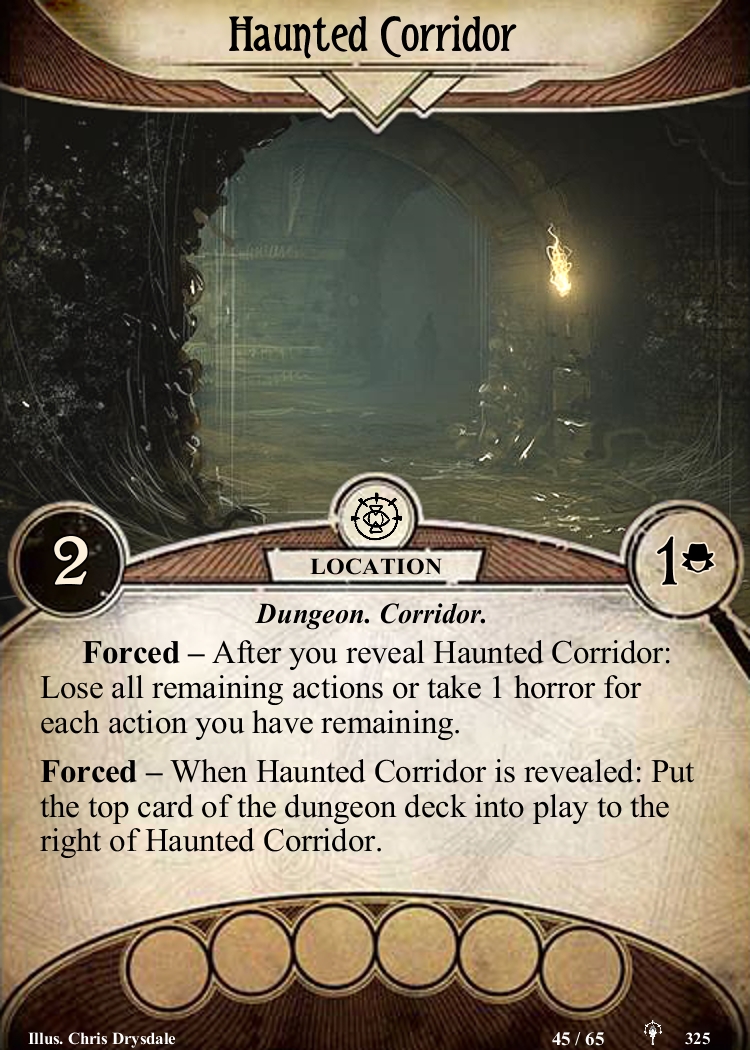 Haunted Corridor
2
LOCATION
1
Dungeon. Corridor.
Forced – After you reveal Haunted Corridor:
Lose all remaining actions or take 1 horror for
each action you have remaining.
Forced – When Haunted Corridor is revealed: Put
the top card of the dungeon deck into play to the
right of Haunted Corridor.
Illus. Chris Drysdale
45 / 65
325